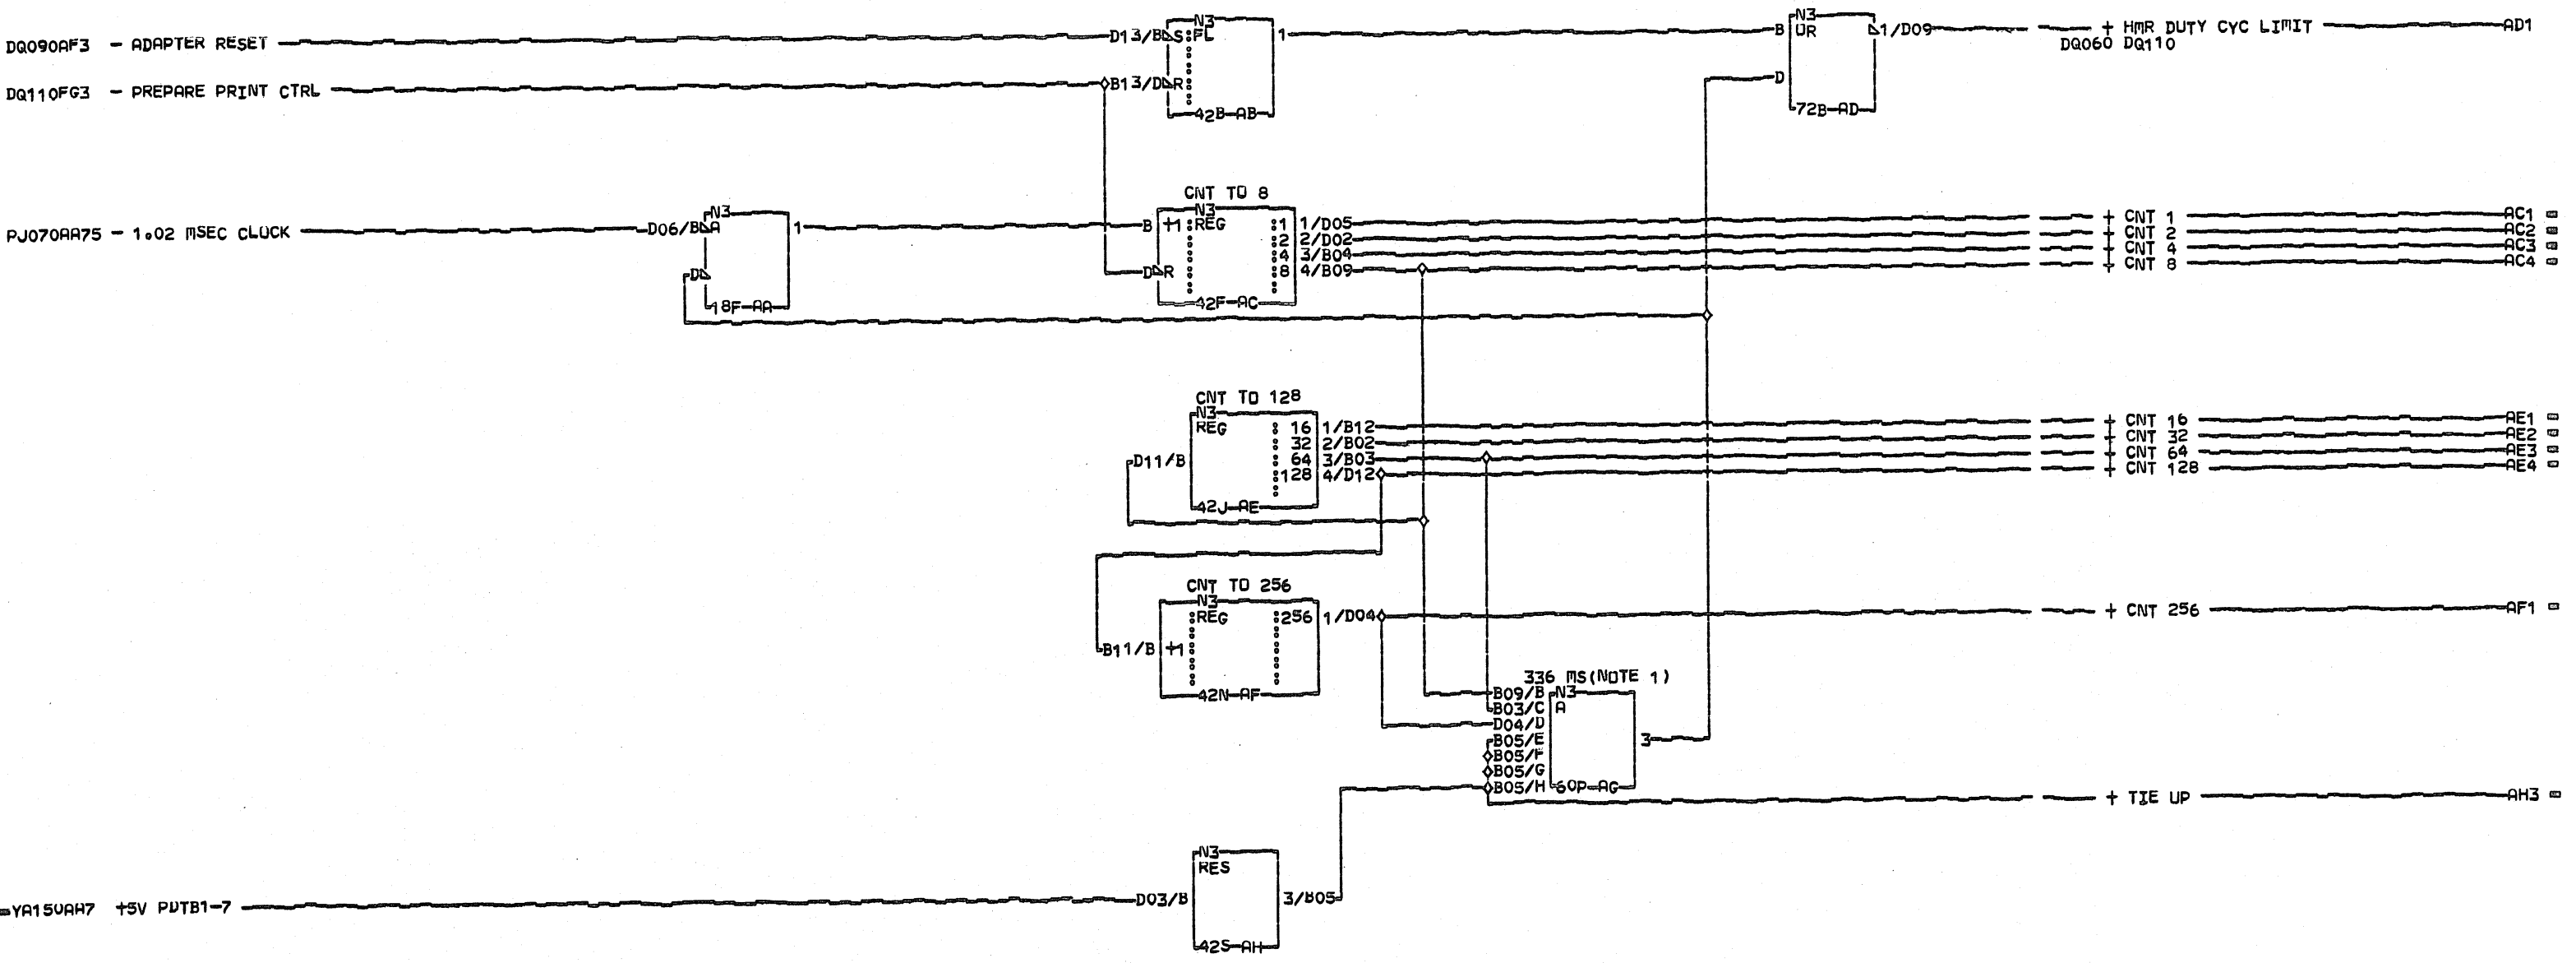 DQ090AF3 - ADAPTER RESET
D13/B S FL
N3
1
B
N3
OR
1/D09
+ HMR DUTY CYC LIMIT
AD1
DQ060 DQ110
DQ110FG3 - PREPARE PRINT CTRL
B13/D R
42B-AB
D
72B-AD
CNT TO 8
PJ070AA75 - 1.02 MSEC CLOCK
D06/B A
N3
1
D
18F-AA
B +1 REG
N3
D R
42F-AC
1 1/D05
2 2/D02
4 3/B04
8 4/B09
+ CNT 1 AC1
+ CNT 2 AC2
+ CNT 4 AC3
+ CNT 8 AC4
CNT TO 128
N3
REG
D11/B
42J-AE
16 1/B12
32 2/B02
64 3/B03
128 4/D12
+ CNT 16 AE1
+ CNT 32 AE2
+ CNT 64 AE3
+ CNT 128 AE4
CNT TO 256
N3
REG 256 1/D04
B11/B +1
42N-AF
+ CNT 256 AF1
336 MS(NOTE 1)
B09/B N3
B03/C A
D04/D
B05/E
B05/F
B05/G
B05/H 60P-AG
3
+ TIE UP AH3
YA150AH7 +5V PDTB1-7
D03/B
N3
RES
3/B05
42S-AH